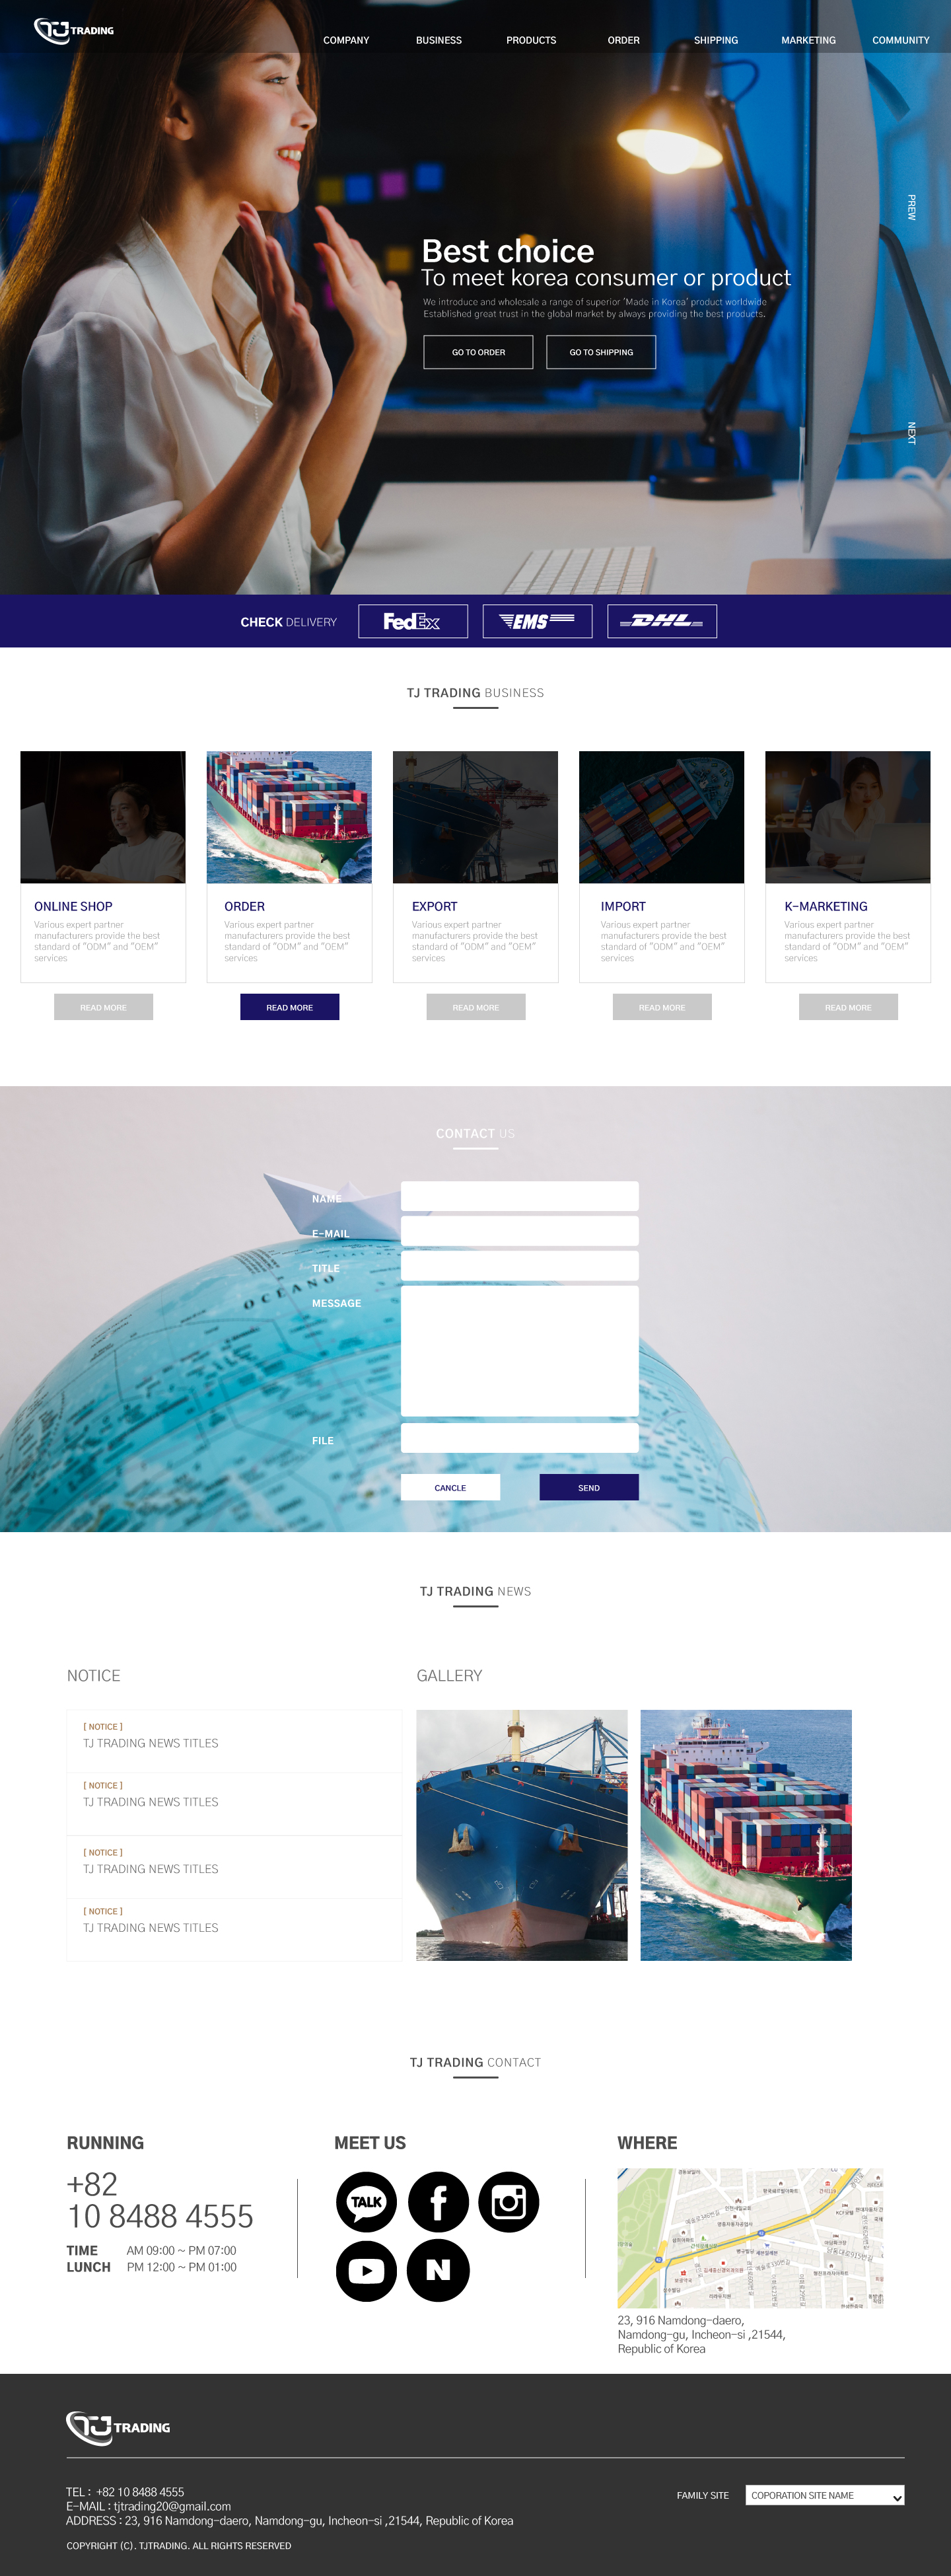 TJ TRADING
COMPANY BUSINESS PRODUCTS ORDER SHIPPING MARKETING COMMUNITY
PREW
Best choice
To meet korea consumer or product
We introduce and wholesale a range of superior 'Made in Korea' product worldwide
Established great trust in the global market by always providing the best products.
GO TO ORDER GO TO SHIPPING
NEXT
CHECK DELIVERY FedEx EMS DHL
TJ TRADING BUSINESS
ONLINE SHOP
Various expert partner
manufacturers provide the best
standard of "ODM" and "OEM"
services
READ MORE
ORDER
Various expert partner
manufacturers provide the best
standard of "ODM" and "OEM"
services
READ MORE
EXPORT
Various expert partner
manufacturers provide the best
standard of "ODM" and "OEM"
services
READ MORE
IMPORT
Various expert partner
manufacturers provide the best
standard of "ODM" and "OEM"
services
READ MORE
K-MARKETING
Various expert partner
manufacturers provide the best
standard of "ODM" and "OEM"
services
READ MORE
CONTACT US
NAME
E-MAIL
TITLE
OCÉANO
MESSAGE
FILE
CANCLE SEND
TJ TRADING NEWS
NOTICE
[ NOTICE ]
TJ TRADING NEWS TITLES
[ NOTICE ]
TJ TRADING NEWS TITLES
[ NOTICE ]
TJ TRADING NEWS TITLES
[ NOTICE ]
TJ TRADING NEWS TITLES
GALLERY
TJ TRADING CONTACT
RUNNING
+82
10 8488 4555
TIME AM 09:00 ~ PM 07:00
LUNCH PM 12:00 ~ PM 01:00
MEET US
TALK
N
WHERE
23, 916 Namdong-daero,
Namdong-gu, Incheon-si ,21544,
Republic of Korea
TJ TRADING
TEL : +82 10 8488 4555
E-MAIL : tjtrading20@gmail.com
ADDRESS : 23, 916 Namdong-daero, Namdong-gu, Incheon-si ,21544, Republic of Korea
COPYRIGHT (C). TJTRADING. ALL RIGHTS RESERVED
FAMILY SITE COPORATION SITE NAME